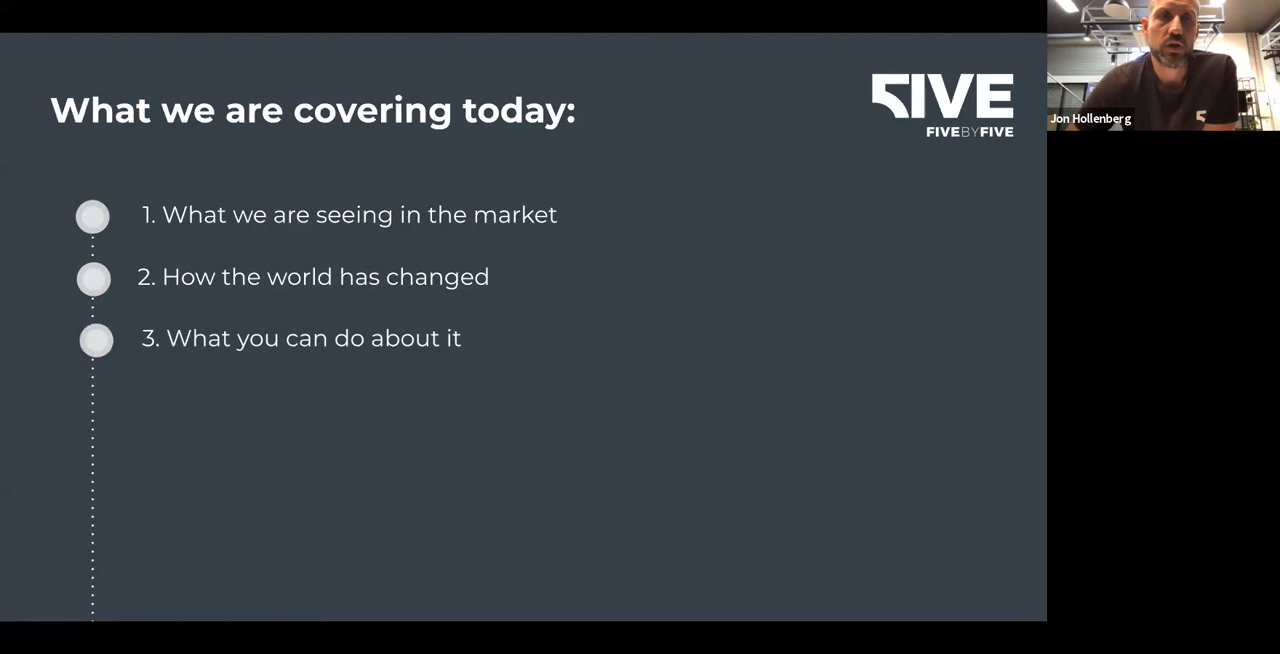 What we are covering today:
5IVE
FIVEBYFIVE
1. What we are seeing in the market
2. How the world has changed
3. What you can do about it
Jon Hollenberg
5